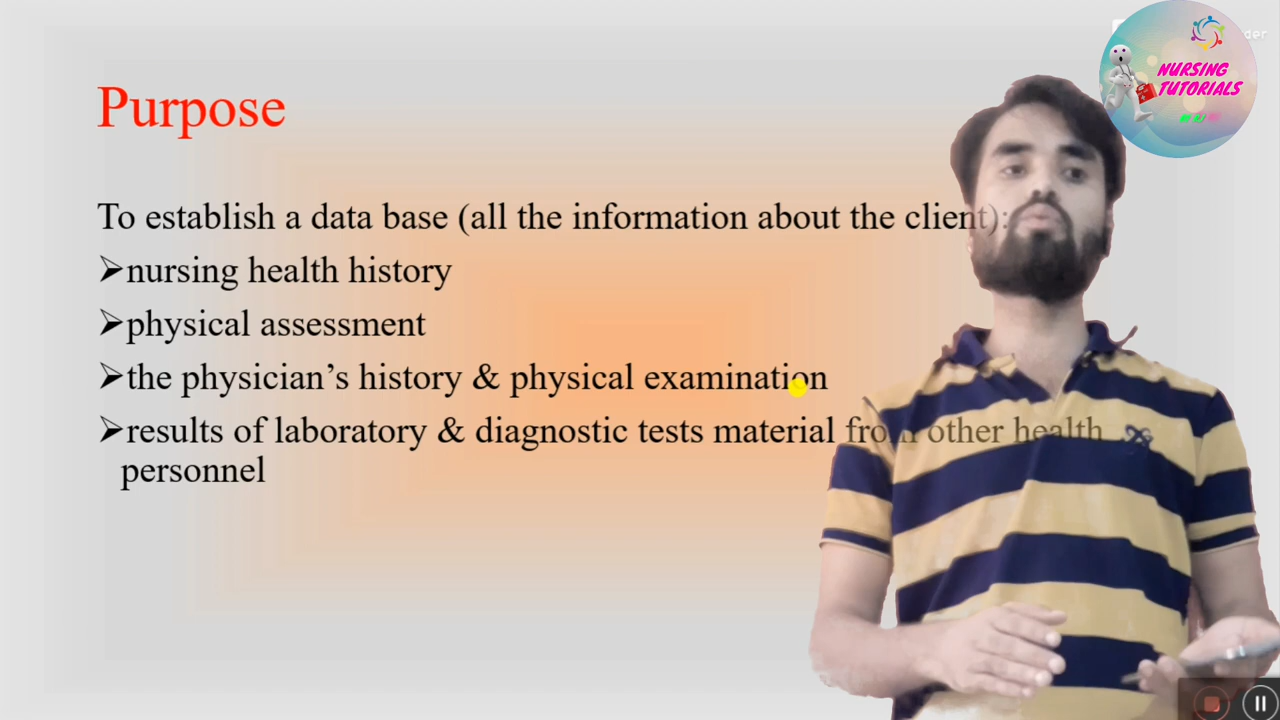 Purpose
To establish a data base (all the information about the client):
➢nursing health history
➢physical assessment
➢the physician’s history & physical examination
➢results of laboratory & diagnostic tests material from other health
personnel
NURSING
TUTORIALS
der